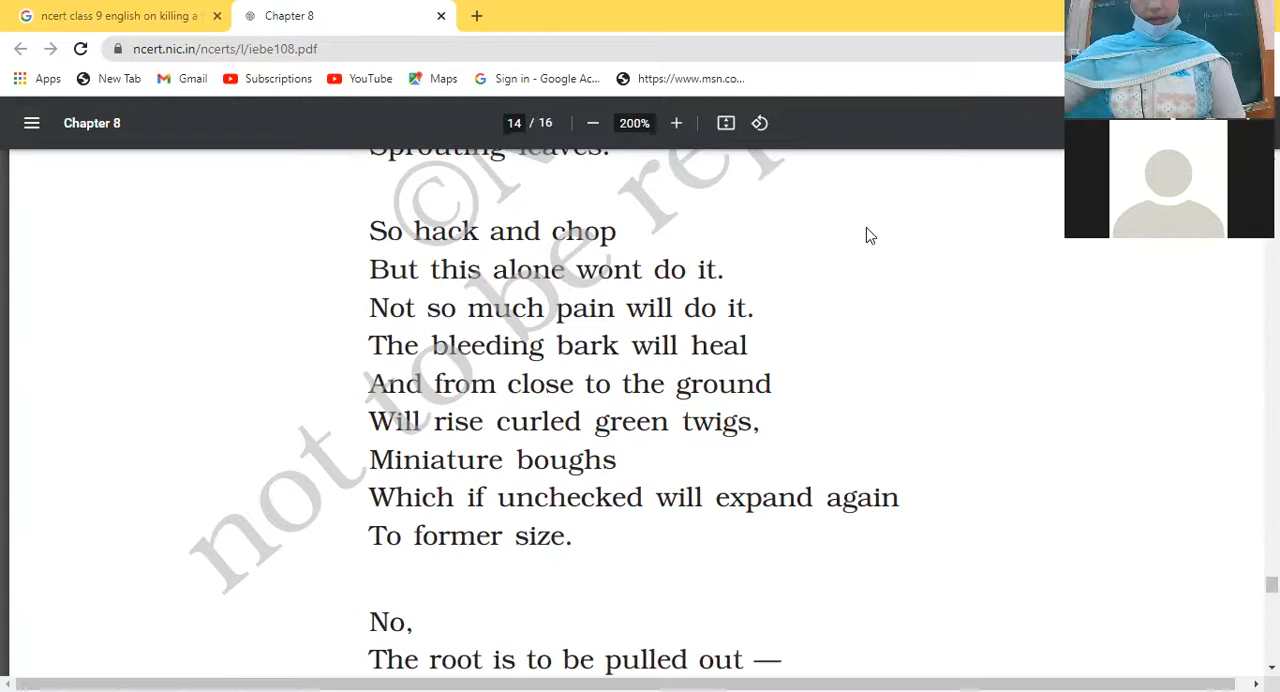 ncert class 9 english on killing a
Chapter 8
ncert.nic.in/ncerts/l/iebe108.pdf
Apps
New Tab
Gmail
Subscriptions
YouTube
Maps
Sign in - Google Ac...
https://www.msn.co...
Chapter 8
14 / 16
200%
Sprouting leaves.
So hack and chop
But this alone wont do it.
Not so much pain will do it.
The bleeding bark will heal
And from close to the ground
Will rise curled green twigs,
Miniature boughs
Which if unchecked will expand again
To former size.
No,
The root is to be pulled out —
not to be rep
©N